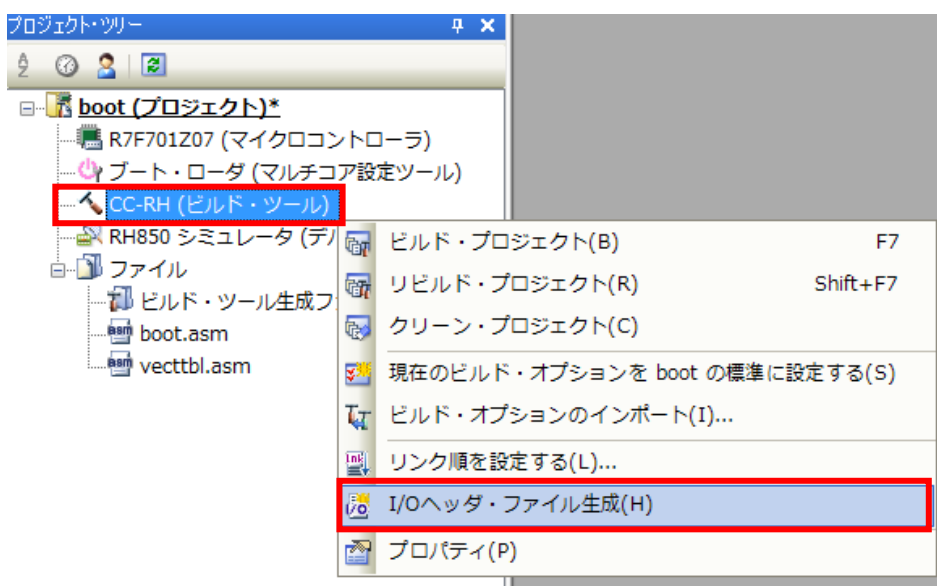 プロジェクト・ツリー
boot (プロジェクト)*
R7F701Z07 (マイクロコントローラ)
ブート・ローダ (マルチコア設定ツール)
CC-RH (ビルド・ツール)
RH850 シミュレータ (デ
ファイル
ビルド・ツール生成フ
boot.asm
vecttbl.asm
ビルド・プロジェクト(B) F7
リビルド・プロジェクト(R) Shift+F7
クリーン・プロジェクト(C)
現在のビルド・オプションを boot の標準に設定する(S)
ビルド・オプションのインポート(I)...
リンク順を設定する(L)...
I/Oヘッダ・ファイル生成(H)
プロパティ(P)